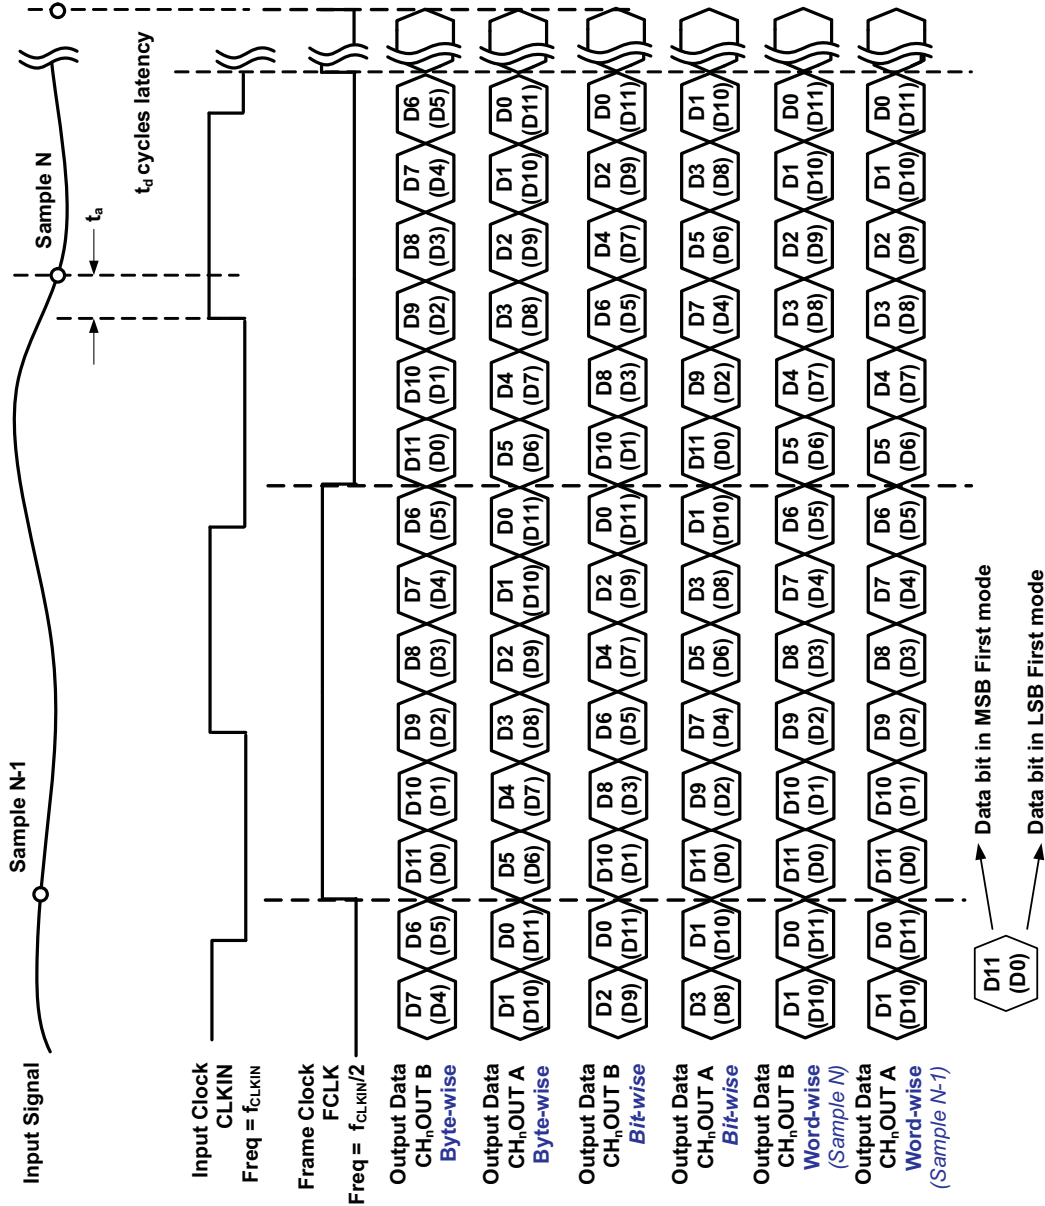 Input Signal
Sample N-1
Sample N
ta
td cycles latency
Input Clock
CLKIN
Freq = fCLKIN
Frame Clock
FCLK
Freq = fCLKIN/2
Output Data
CHnOUT B
Byte-wise
D7 D6 D11 D10 D9 D8 D7 D6 D11 D10 D9 D8 D7 D6
(D4) (D5) (D0) (D1) (D2) (D3) (D4) (D5) (D0) (D1) (D2) (D3) (D4) (D5)
Output Data
CHnOUT A
Byte-wise
D1 D0 D5 D4 D3 D2 D1 D0 D5 D4 D3 D2 D1 D0
(D10) (D11) (D6) (D7) (D8) (D9) (D10) (D11) (D6) (D7) (D8) (D9) (D10) (D11)
Output Data
CHnOUT B
Bit-wise
D2 D0 D10 D8 D6 D4 D2 D0 D10 D8 D6 D4 D2 D0
(D9) (D11) (D1) (D3) (D5) (D7) (D9) (D11) (D1) (D3) (D5) (D7) (D9) (D11)
Output Data
CHnOUT A
Bit-wise
D3 D1 D11 D9 D7 D5 D3 D1 D11 D9 D7 D5 D3 D1
(D8) (D10) (D0) (D2) (D4) (D6) (D8) (D10) (D0) (D2) (D4) (D6) (D8) (D10)
Output Data
CHnOUT B
Word-wise
(Sample N)
D1 D0 D11 D10 D9 D8 D7 D6 D5 D4 D3 D2 D1 D0
(D10) (D11) (D0) (D1) (D2) (D3) (D4) (D5) (D6) (D7) (D8) (D9) (D10) (D11)
Output Data
CHnOUT A
Word-wise
(Sample N-1)
D1 D0 D11 D10 D9 D8 D7 D6 D5 D4 D3 D2 D1 D0
(D10) (D11) (D0) (D1) (D2) (D3) (D4) (D5) (D6) (D7) (D8) (D9) (D10) (D11)
D11
(D0)
Data bit in MSB First mode
Data bit in LSB First mode